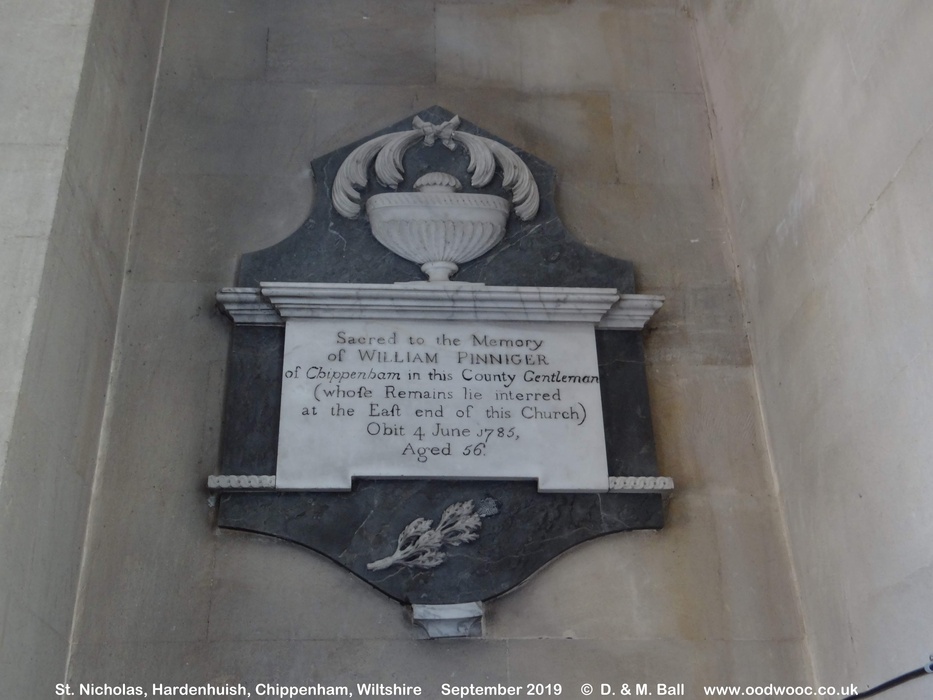 Sacred to the Memory
of WILLIAM PINNIGER
of Chippenham in this County Gentleman
(whoſe Remains lie interred
at the Eaſt end of this Church)
Obit 4 June 1785,
Aged 56.
St. Nicholas, Hardenhuish, Chippenham, Wiltshire September 2019 © D. & M. Ball www.oodwooc.co.uk